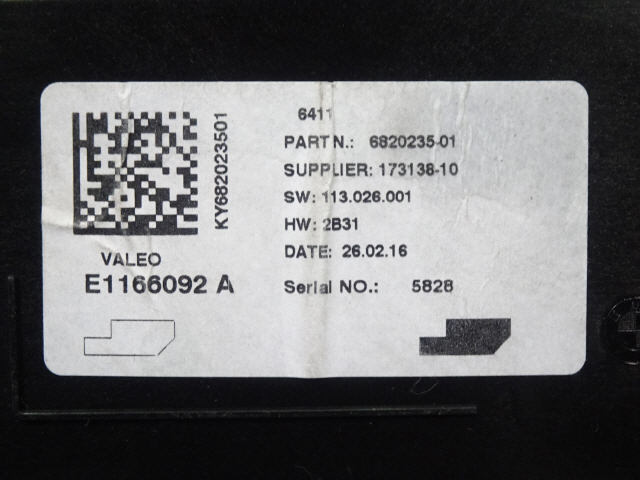 6411
PART N.: 6820235-01
SUPPLIER: 173138-10
SW: 113.026.001
HW: 2B31
DATE: 26.02.16
Serial NO.: 5828
KY682023501
VALEO
E1166092 A